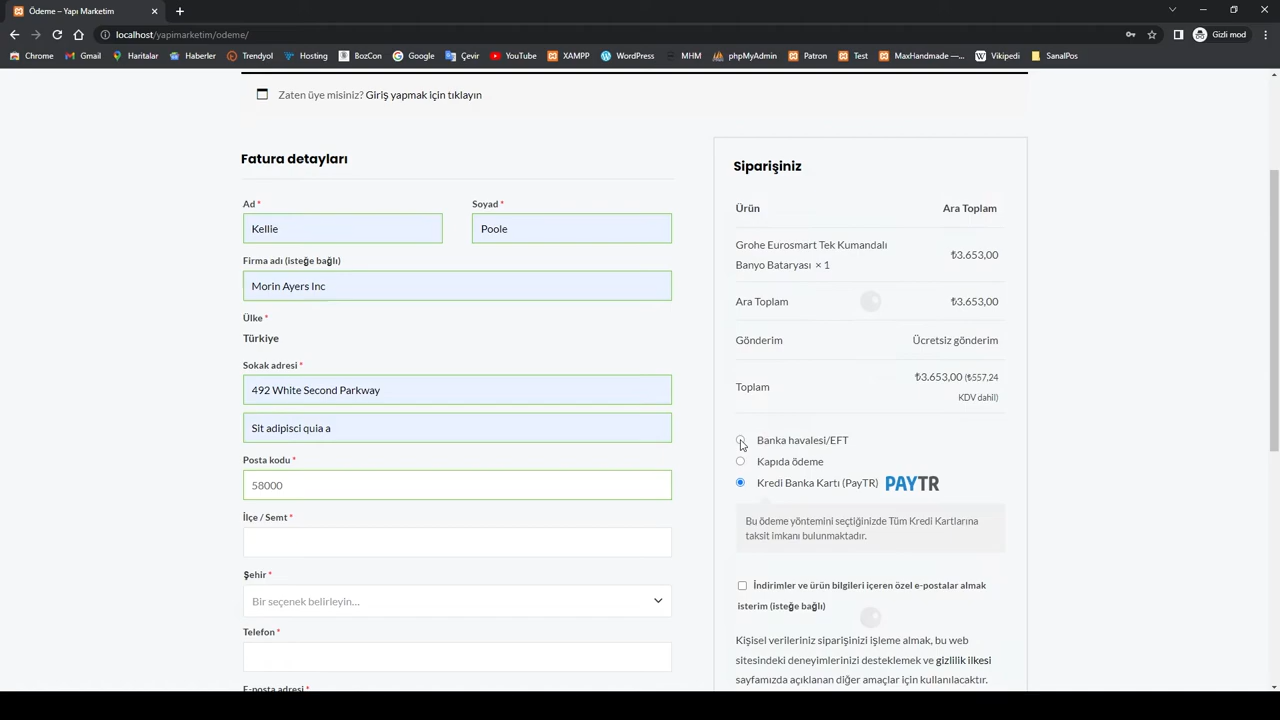 Ödeme – Yapı Marketim
localhost/yapimarketim/odeme/
Gizli mod
Chrome
Gmail
Haritalar
Haberler
Trendyol
Hosting
BozCon
Google
Çevir
YouTube
XAMPP
WordPress
MHM
phpMyAdmin
Patron
Test
MaxHandmade —...
Vikipedi
SanalPos
Zaten üye misiniz? Giriş yapmak için tıklayın
Fatura detayları
Ad *
Soyad *
Kellie
Poole
Firma adı (isteğe bağlı)
Morin Ayers Inc
Ülke *
Türkiye
Sokak adresi *
492 White Second Parkway
Sit adipisci quia a
Posta kodu *
58000
İlçe / Semt *
Şehir *
Bir seçenek belirleyin...
Telefon *
E-posta adresi *
Siparişiniz
Ürün
Ara Toplam
Grohe Eurosmart Tek Kumandalı
Banyo Bataryası × 1
₺3.653,00
Ara Toplam
₺3.653,00
Gönderim
Ücretsiz gönderim
Toplam
₺3.653,00 (₺557,24
KDV dahil)
Banka havalesi/EFT
Kapıda ödeme
Kredi Banka Kartı (PayTR) PAYTR
Bu ödeme yöntemini seçtiğinizde Tüm Kredi Kartlarına
taksit imkanı bulunmaktadır.
İndirimler ve ürün bilgileri içeren özel e-postalar almak
isterim (isteğe bağlı)
Kişisel verileriniz siparişinizi işleme almak, bu web
sitesindeki deneyimlerinizi desteklemek ve gizlilik ilkesi
sayfamızda açıklanan diğer amaçlar için kullanılacaktır.